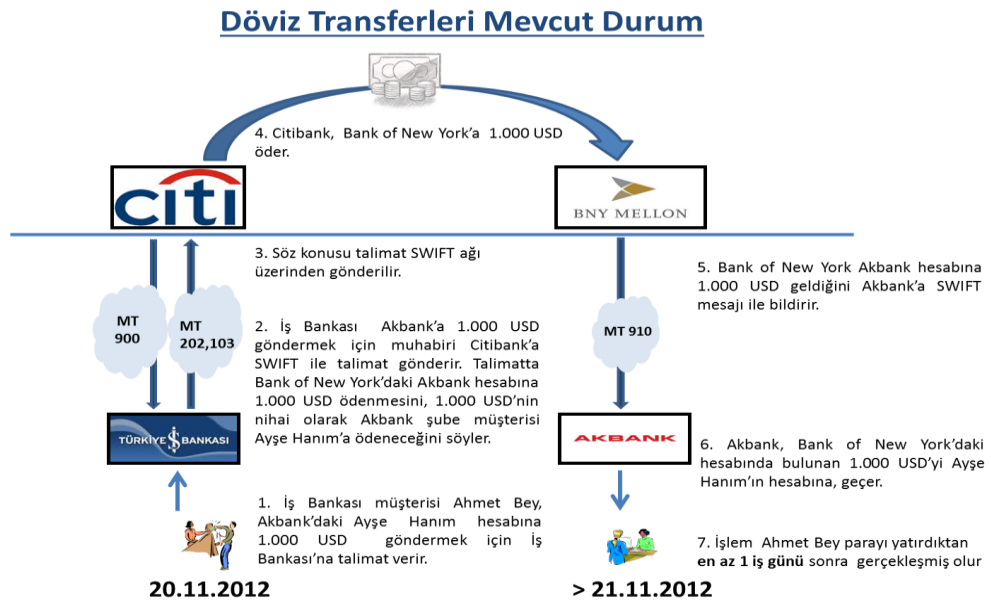 Döviz Transferleri Mevcut Durum
4. Citibank, Bank of New York’a 1.000 USD
öder.
citi
BNY MELLON
3. Söz konusu talimat SWIFT ağı
üzerinden gönderilir.
5. Bank of New York Akbank hesabına
1.000 USD geldiğini Akbank’a SWIFT
mesajı ile bildirir.
MT
900
MT
202,103
2. İş Bankası Akbank’a 1.000 USD
göndermek için muhabiri Citibank’a
SWIFT ile talimat gönderir. Talimatta
Bank of New York’daki Akbank hesabına
1.000 USD ödenmesini, 1.000 USD’nin
nihai olarak Akbank şube müşterisi
Ayşe Hanım’a ödeneceğini söyler.
MT 910
TÜRKİYE İŞ BANKASI
AKBANK
6. Akbank, Bank of New York’daki
hesabında bulunan 1.000 USD’yi Ayşe
Hanım’ın hesabına, geçer.
1. İş Bankası müşterisi Ahmet Bey,
Akbank’daki Ayşe Hanım hesabına
1.000 USD göndermek için İş
Bankası’na talimat verir.
7. İşlem Ahmet Bey parayı yatırdıktan
en az 1 iş günü sonra gerçekleşmiş olur
20.11.2012
> 21.11.2012